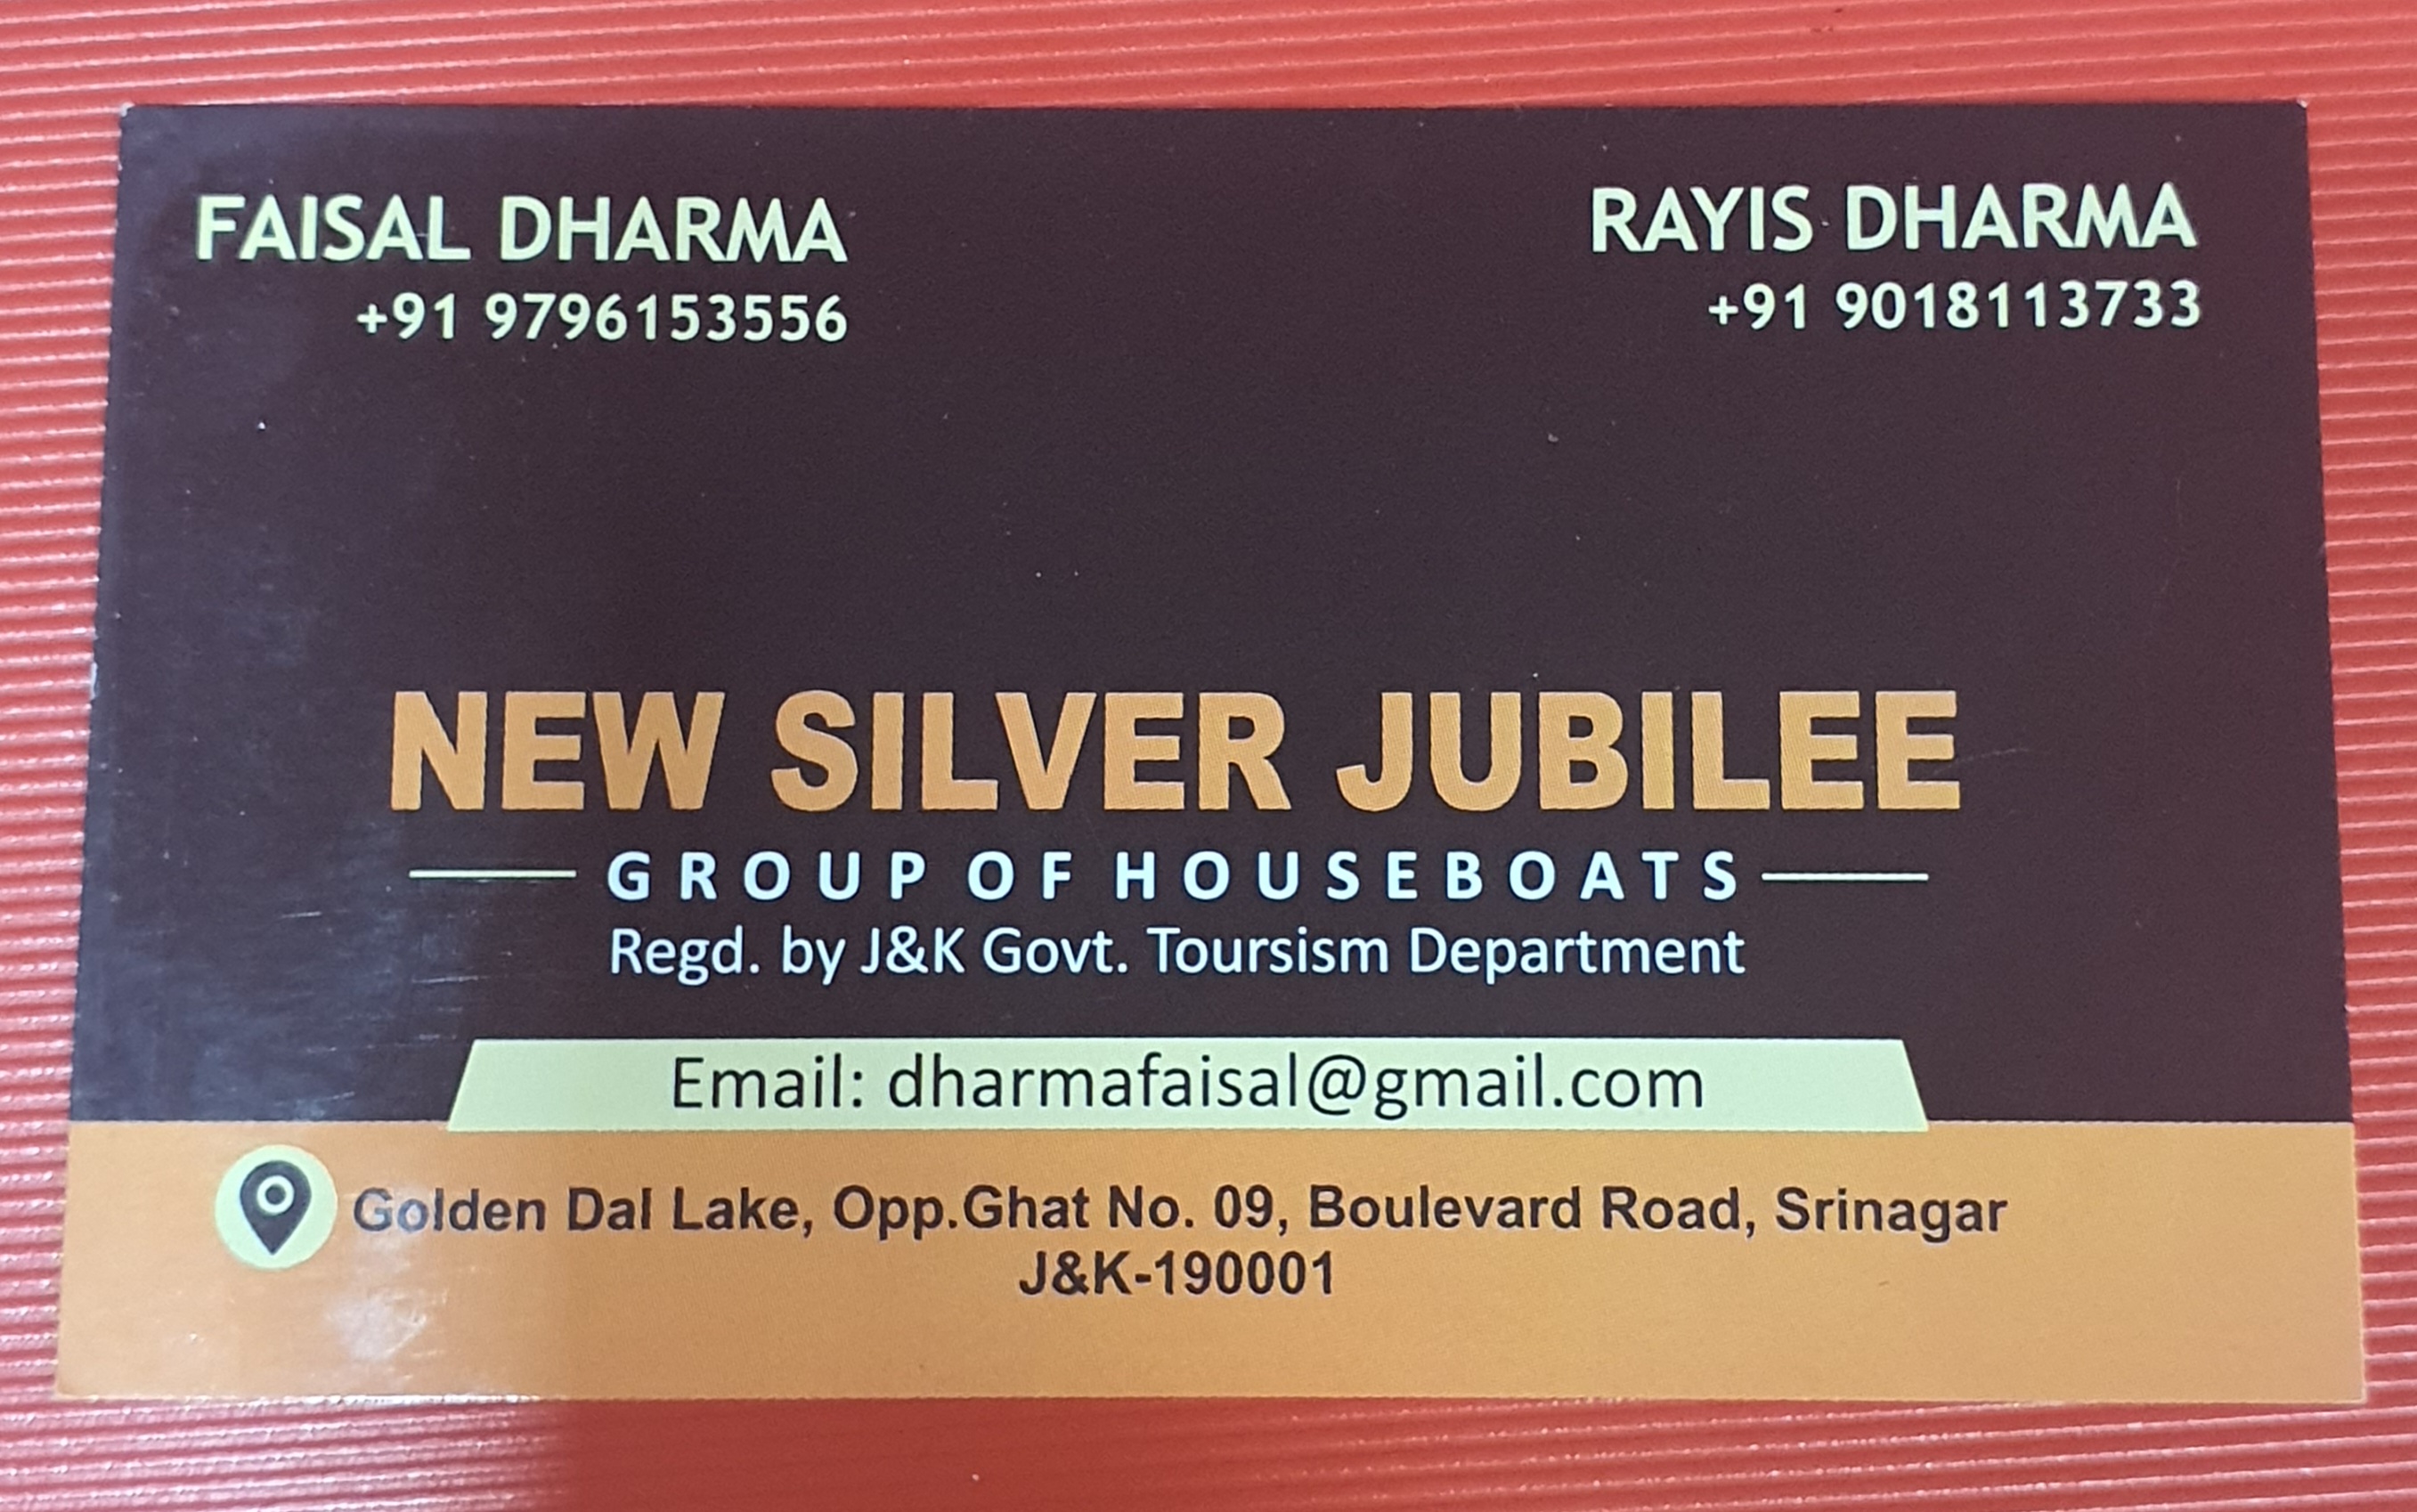 FAISAL DHARMA
+91 9796153556
RAYIS DHARMA
+91 9018113733
NEW SILVER JUBILEE
GROUP OF HOUSEBOATS
Regd. by J&K Govt. Toursism Department
Email: dharmafaisal@gmail.com
Golden Dal Lake, Opp.Ghat No. 09, Boulevard Road, Srinagar
J&K-190001